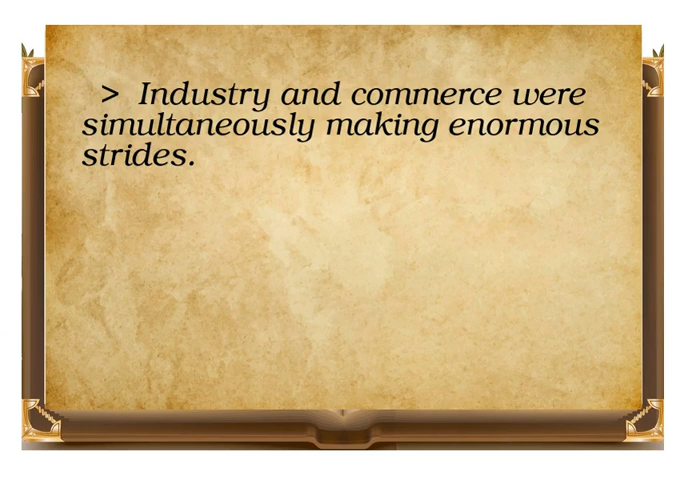 > Industry and commerce were
simultaneously making enormous
strides.